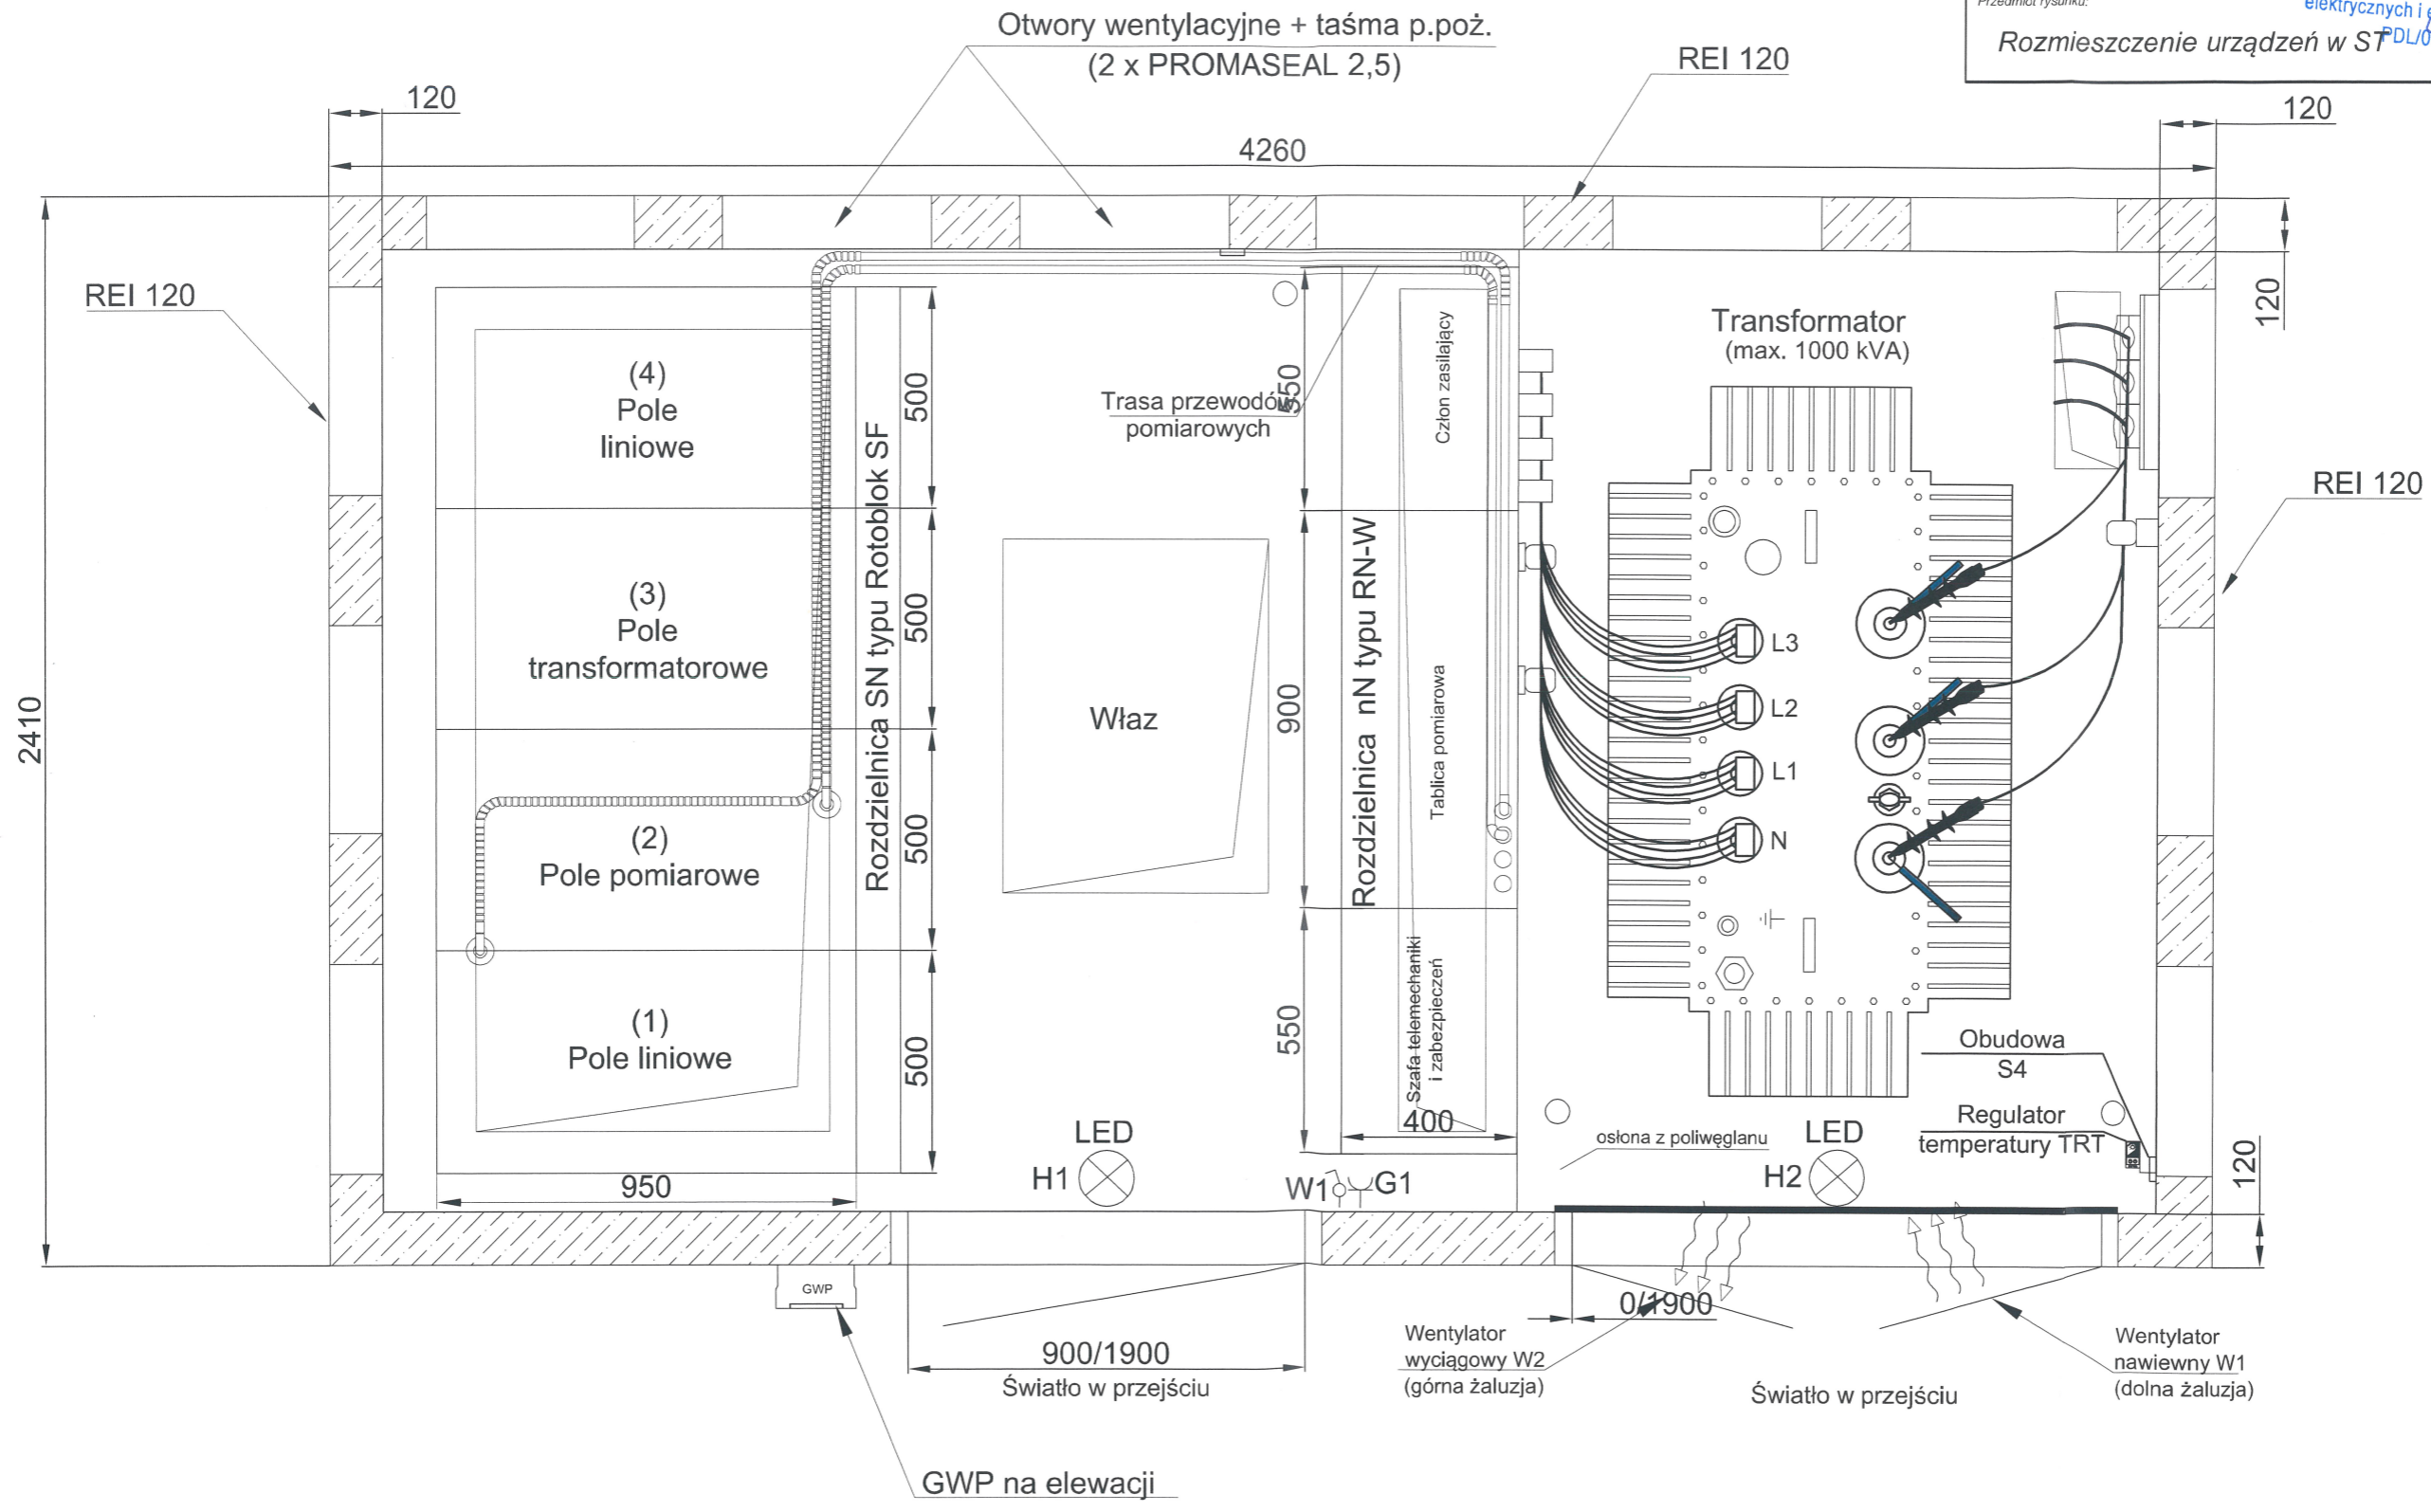 Przedmiot rysunku:
elektrycznych i
Rozmieszczenie urządzeń w ST
PDL/0
Otwory wentylacyjne + taśma p.poż.
(2 x PROMASEAL 2,5)
REI 120
120
4260
120
REI 120
120
2410
(4)
Pole
liniowe
500
(3)
Pole
transformatorowe
500
(2)
Pole pomiarowe
500
(1)
Pole liniowe
500
950
Rozdzielnica SN typu Rotoblok SF
Trasa przewodów
pomiarowych
550
Właz
900
550
Rozdzielnica nN typu RN-W
Człon zasilający
Tablica pomiarowa
Szafa telemechaniki
i zabezpieczeń
400
Transformator
(max. 1000 kVA)
L3
L2
L1
N
REI 120
Obudowa
S4
Regulator
temperatury TRT
osłona z poliwęglanu
LED
H1
W1
G1
LED
H2
120
GWP
0/1900
900/1900
Światło w przejściu
Wentylator
wyciągowy W2
(górna żaluzja)
Światło w przejściu
Wentylator
nawiewny W1
(dolna żaluzja)
GWP na elewacji